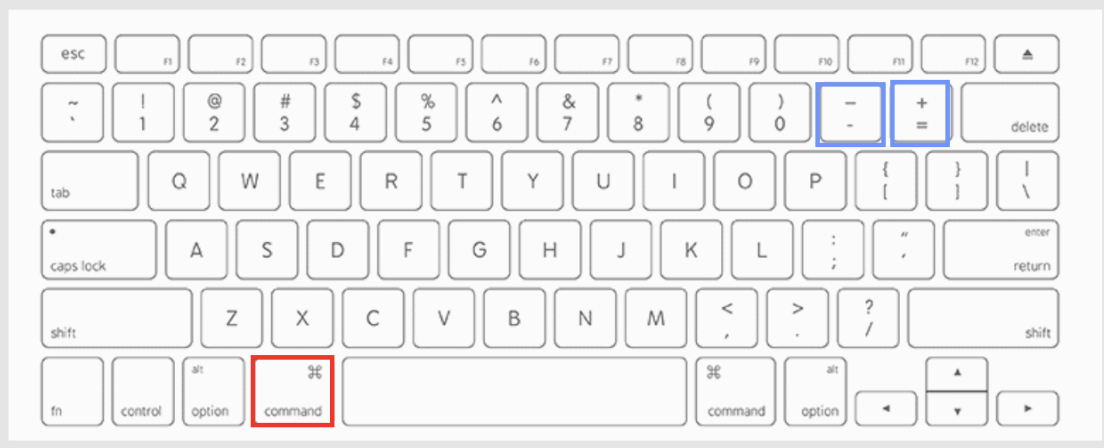 esc F1 F2 F3 F4 F5 F6 F7 F8 F9 F10 F11 F12 ⏏
~ ! @ # $ % ^ & * ( ) — +
` 1 2 3 4 5 6 7 8 9 0 - = delete
tab Q W E R T Y U I O P { } |
[ ] \
• : “ enter
caps lock A S D F G H J K L ; ‘ return
shift Z X C V B N M < > ? shift
, . /
alt ⌘ ⌘ alt ▲
fn control option command command option ◀ ▼ ▶